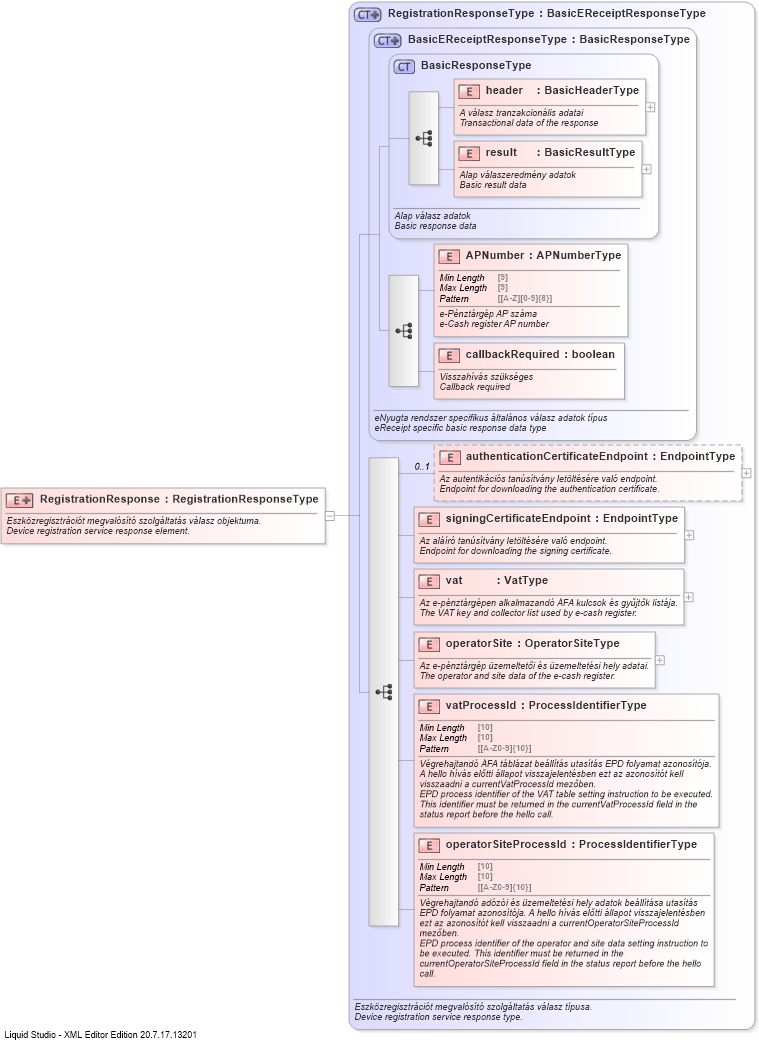 CT RegistrationResponseType : BasicEReceiptResponseType
CT BasicEReceiptResponseType : BasicResponseType
CT BasicResponseType
E header : BasicHeaderType
A válasz tranzakcionális adatai
Transactional data of the response
E result : BasicResultType
Alap válaszeredmény adatok
Basic result data
Alap válasz adatok
Basic response data
E APNumber : APNumberType
Min Length [9]
Max Length [9]
Pattern [[A-Z][0-9]{8}]
e-Pénztárgép AP száma
e-Cash register AP number
E callbackRequired : boolean
Visszahívás szükséges
Callback required
eNyugta rendszer specifikus általános válasz adatok típus
eReceipt specific basic response data type
0..1
E authenticationCertificateEndpoint : EndpointType
Az autentikációs tanúsítvány letöltésére való endpoint.
Endpoint for downloading the authentication certificate.
E RegistrationResponse : RegistrationResponseType
Eszközregisztrációt megvalósító szolgáltatás válasz objektuma.
Device registration service response element.
E signingCertificateEndpoint : EndpointType
Az aláíró tanúsítvány letöltésére való endpoint.
Endpoint for downloading the signing certificate.
E vat : VatType
Az e-pénztárgépen alkalmazandó ÁFA kulcsok és gyűjtők listája.
The VAT key and collector list used by e-cash register.
E operatorSite : OperatorSiteType
Az e-pénztárgép üzemeltetői és üzemeltetési hely adatai.
The operator and site data of the e-cash register.
E vatProcessId : ProcessIdentifierType
Min Length [10]
Max Length [10]
Pattern [[A-Z0-9]{10}]
Végrehajtandó ÁFA táblázat beállítás utasítás EPD folyamat azonosítója.
A hello hívás előtti állapot visszajelentésben ezt az azonosítót kell
visszaadni a currentVatProcessId mezőben.
EPD process identifier of the VAT table setting instruction to be executed.
This identifier must be returned in the currentVatProcessId field in the
status report before the hello call.
E operatorSiteProcessId : ProcessIdentifierType
Min Length [10]
Max Length [10]
Pattern [[A-Z0-9]{10}]
Végrehajtandó adózói és üzemeltetési hely adatok beállítása utasítás
EPD folyamat azonosítója. A hello hívás előtti állapot visszajelentésben
ezt az azonosítót kell visszaadni a currentOperatorSiteProcessId
mezőben.
EPD process identifier of the operator and site data setting instruction to
be executed. This identifier must be returned in the
currentOperatorSiteProcessId field in the status report before the hello
call.
Eszközregisztrációt megvalósító szolgáltatás válasz típusa.
Device registration service response type.
Liquid Studio - XML Editor Edition 20.7.17.13201